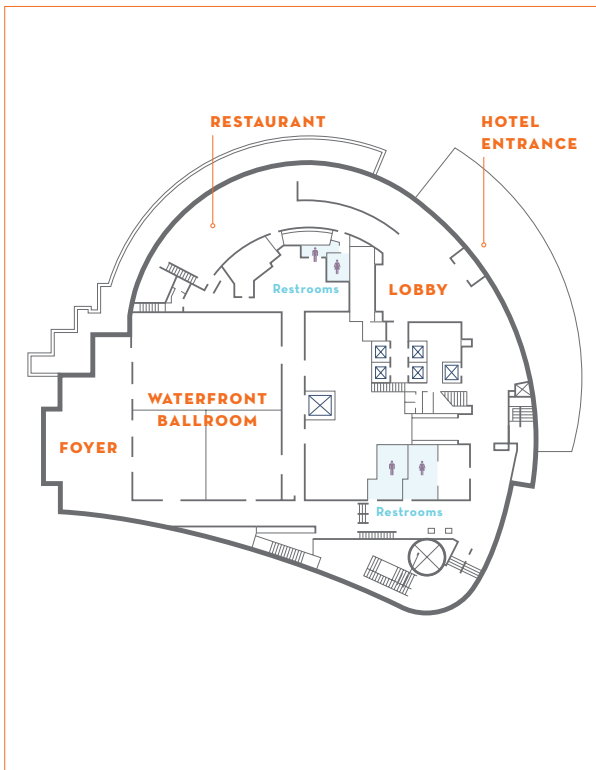 RESTAURANT
HOTEL
ENTRANCE
Restrooms
LOBBY
WATERFRONT
BALLROOM
FOYER
Restrooms